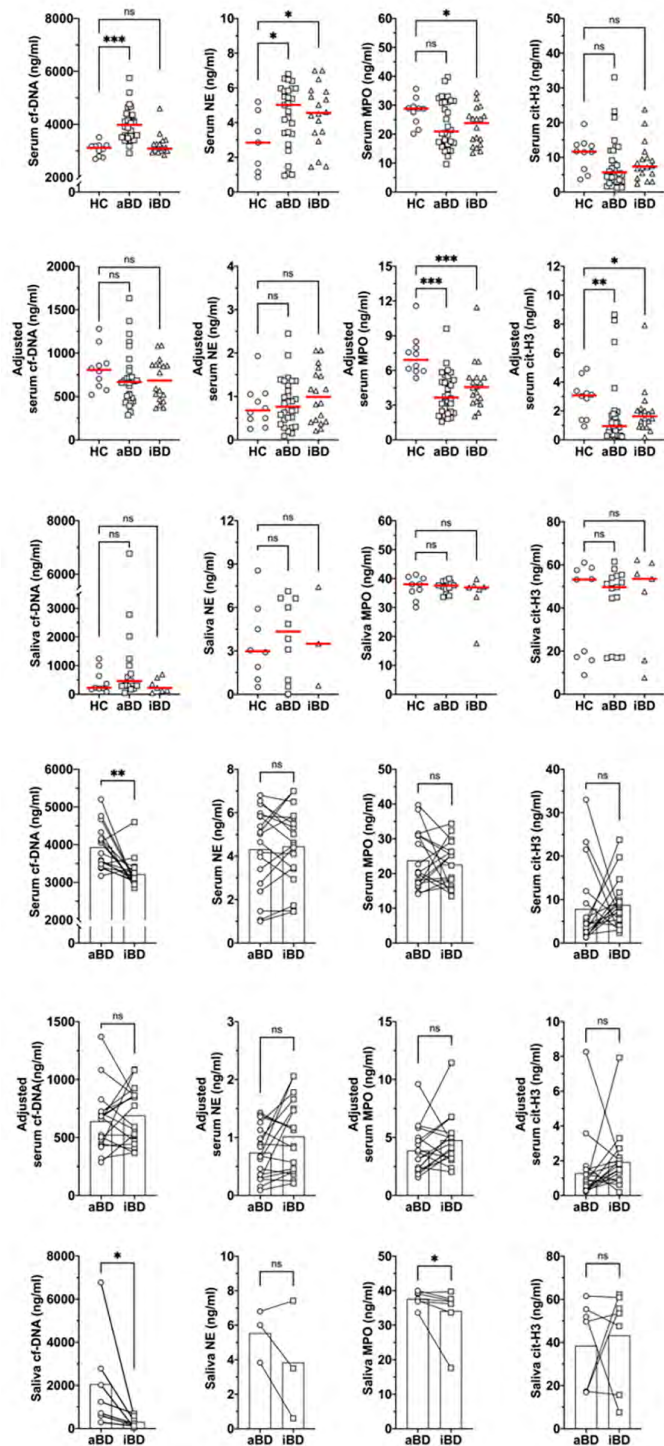 Serum cf-DNA (ng/ml)
8000
6000
4000
2000
0
ns
***
HC aBD iBD
Serum NE (ng/ml)
10
8
6
4
2
0
*
*
HC aBD iBD
Serum MPO (ng/ml)
60
50
40
30
20
10
0
*
ns
HC aBD iBD
Serum cit-H3 (ng/ml)
50
40
30
20
10
0
ns
ns
HC aBD iBD
Adjusted
serum cf-DNA (ng/ml)
2000
1500
1000
500
0
ns
ns
HC aBD iBD
Adjusted
serum NE (ng/ml)
4
3
2
1
0
ns
ns
HC aBD iBD
Adjusted
serum MPO (ng/ml)
15
12
9
6
3
0
***
***
HC aBD iBD
Adjusted
serum cit-H3 (ng/ml)
12
10
8
6
4
2
0
*
**
HC aBD iBD
Saliva cf-DNA (ng/ml)
8000
6000
3000
2000
1000
0
ns
ns
HC aBD iBD
Saliva NE (ng/ml)
12
9
6
3
0
ns
ns
HC aBD iBD
Saliva MPO (ng/ml)
60
50
40
30
20
10
0
ns
ns
HC aBD iBD
Saliva cit-H3 (ng/ml)
80
60
40
20
0
ns
ns
HC aBD iBD
Serum cf-DNA (ng/ml)
6000
5000
4000
3000
2000
0
**
aBD iBD
Serum NE (ng/ml)
8
6
4
2
0
ns
aBD iBD
Serum MPO (ng/ml)
50
40
30
20
10
0
ns
aBD iBD
Serum cit-H3 (ng/ml)
40
30
20
10
0
ns
aBD iBD
Adjusted
serum cf-DNA(ng/ml)
1500
1000
500
0
ns
aBD iBD
Adjusted
serum NE (ng/ml)
3
2
1
0
ns
aBD iBD
Adjusted
serum MPO (ng/ml)
15
10
5
0
ns
aBD iBD
Adjusted
serum cit-H3 (ng/ml)
10
8
6
4
2
0
ns
aBD iBD
Saliva cf-DNA (ng/ml)
8000
6000
4000
2000
0
*
aBD iBD
Saliva NE (ng/ml)
10
8
6
4
2
0
ns
aBD iBD
Saliva MPO (ng/ml)
50
40
30
20
10
0
*
aBD iBD
Saliva cit-H3 (ng/ml)
80
60
40
20
0
ns
aBD iBD